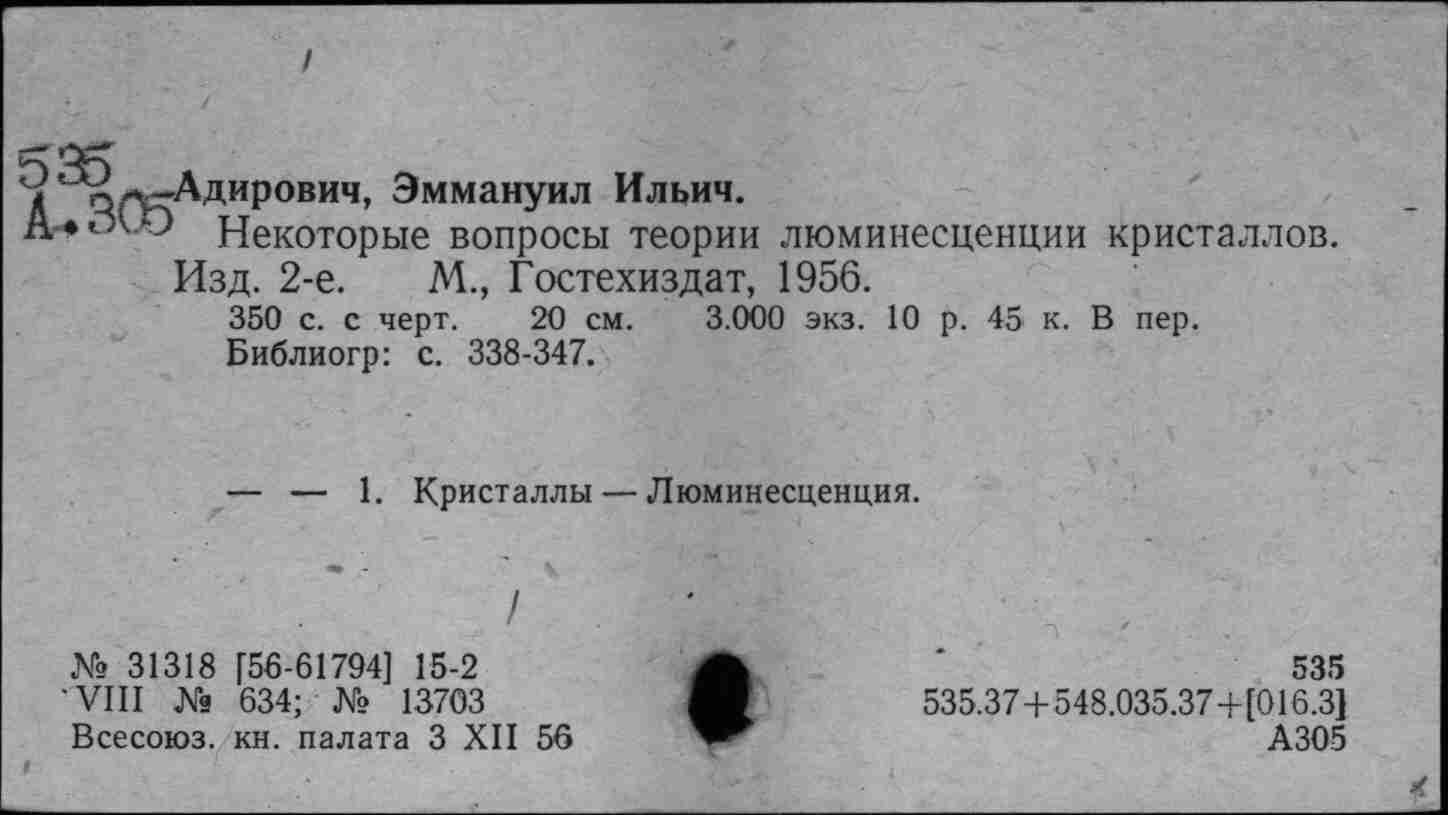 535
А.305
Адирович, Эммануил Ильич.
Некоторые вопросы теории люминесценции кристаллов.
Изд. 2-е. М., Гостехиздат, 1956.
350 с. с черт. 20 см. 3.000 экз. 10 р. 45 к. В пер.
Библиогр: с. 338-347.
— — 1. Кристаллы — Люминесценция.
№ 31318 [56-61794] 15-2
VIII № 634; № 13703
Всесоюз. кн. палата 3 XII 56
535
535.37+548.035.37+[016.3]
А305